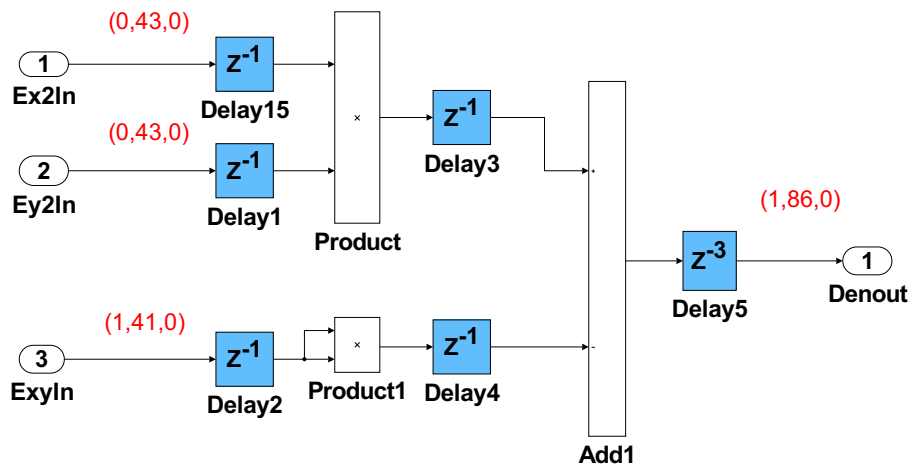 (0,43,0)
1
Ex2In
Z-1
Delay15
(0,43,0)
2
Ey2In
Z-1
Delay1
×
Product
Z-1
Delay3
(1,41,0)
3
ExyIn
Z-1
Delay2
×
Product1
Z-1
Delay4
+
-
Add1
Z-3
Delay5
(1,86,0)
1
Denout